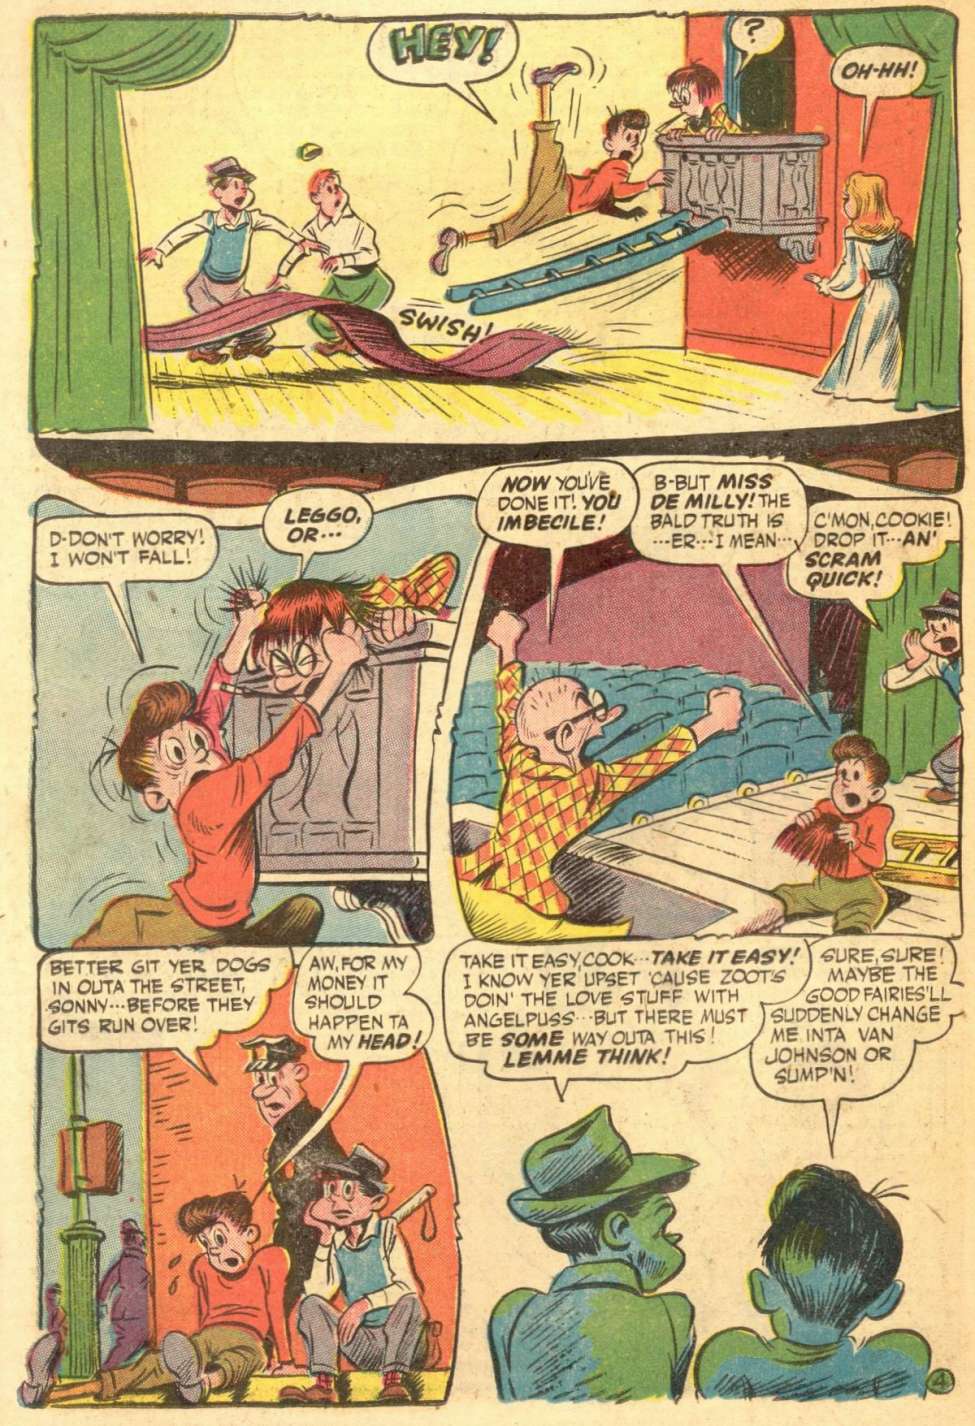 HEY!
?
OH-HH!
SWISH!
D-DON'T WORRY!
I WON'T FALL!
LEGGO,
OR---
NOW YOU'VE
DONE IT! YOU
IMBECILE!
B-BUT MISS
DE MILLY! THE
BALD TRUTH IS
---ER---I MEAN---
C'MON, COOKIE!
DROP IT---AN'
SCRAM
QUICK!
BETTER GIT YER DOGS
IN OUTA THE STREET,
SONNY---BEFORE THEY
GITS RUN OVER!
AW, FOR MY
MONEY IT
SHOULD
HAPPEN TA
MY HEAD!
TAKE IT EASY, COOK---TAKE IT EASY!
I KNOW YER UPSET 'CAUSE ZOOT'S
DOIN' THE LOVE STUFF WITH
ANGELPUSS---BUT THERE MUST
BE SOME WAY OUTA THIS!
LEMME THINK!
SURE, SURE!
MAYBE THE
GOOD FAIRIES'LL
SUDDENLY CHANGE
ME INTA VAN
JOHNSON OR
SUMP'N!
4